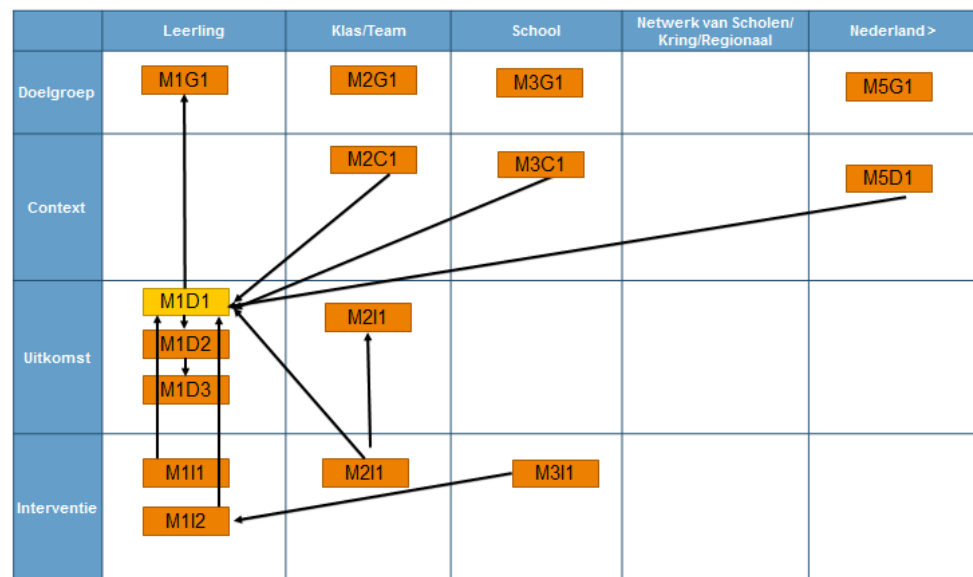 Leerling
Klas/Team
School
Netwerk van Scholen/
Kring/Regionaal
Nederland >
Doelgroep
M1G1
M2G1
M3G1
M5G1
Context
M2C1
M3C1
M5D1
Uitkomst
M1D1
M1D2
M1D3
M2I1
Interventie
M1I1
M2I1
M3I1
M1I2